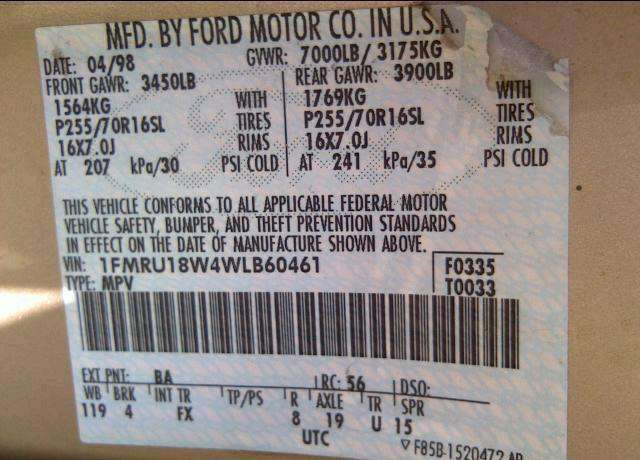 MFD. BY FORD MOTOR CO. IN U.S.A.
DATE: 04/98 GVWR: 7000LB/ 3175KG
FRONT GAWR: 3450LB REAR GAWR: 3900LB
1564KG WITH 1769KG WITH
P255/70R16SL TIRES P255/70R16SL TIRES
16X7.0J RIMS 16X7.0J RIMS
AT 207 kPa/30 PSI COLD AT 241 kPa/35 PSI COLD
THIS VEHICLE CONFORMS TO ALL APPLICABLE FEDERAL MOTOR
VEHICLE SAFETY, BUMPER, AND THEFT PREVENTION STANDARDS
IN EFFECT ON THE DATE OF MANUFACTURE SHOWN ABOVE.
VIN: 1FMRU18W4WLB60461 F0335
TYPE: MPV T0033
EXT PNT: BA RC: 56 DSO:
WB BRK INT TR TP/PS R AXLE TR SPR
119 4 FX 8 19 U 15
UTC
F85B-1520472